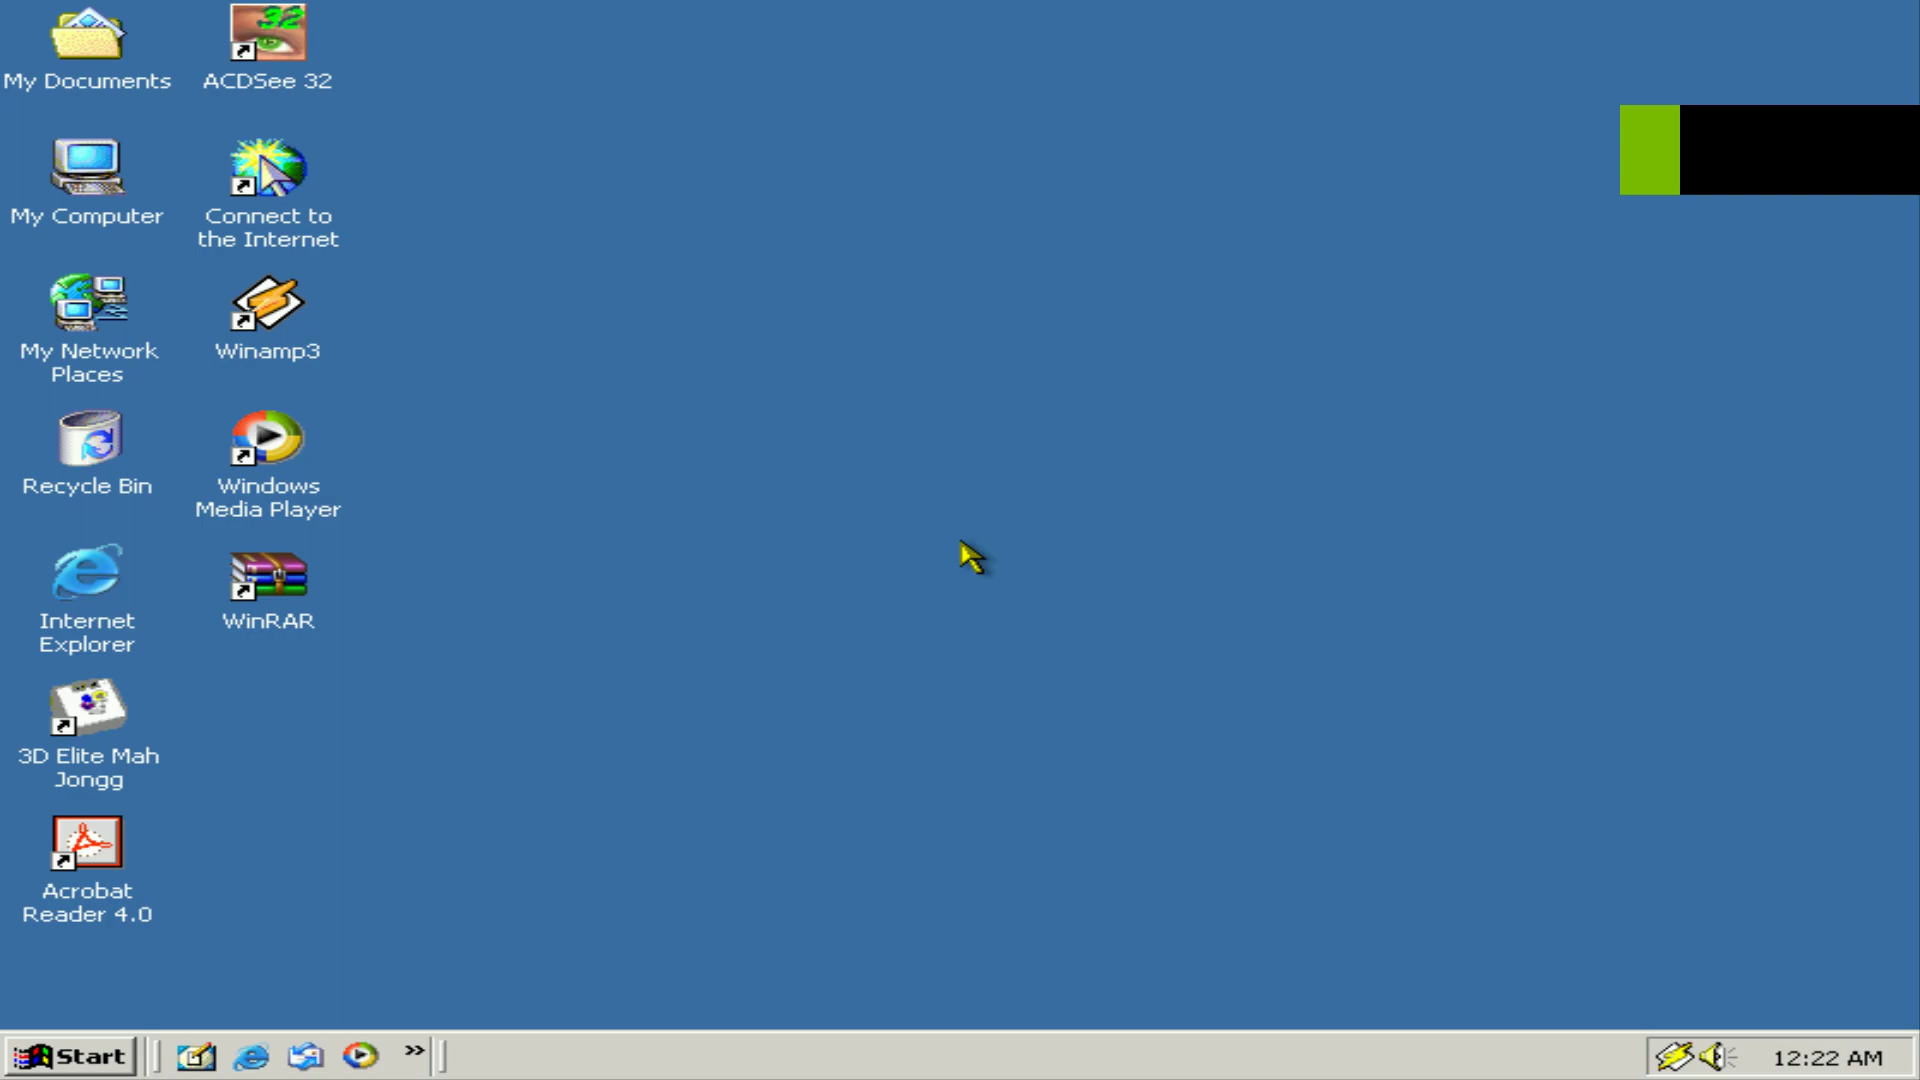 My Documents
ACDSee 32
My Computer
Connect to
the Internet
My Network
Places
Winamp3
Recycle Bin
Windows
Media Player
Internet
Explorer
WinRAR
3D Elite Mah
Jongg
Acrobat
Reader 4.0
Start
»
12:22 AM